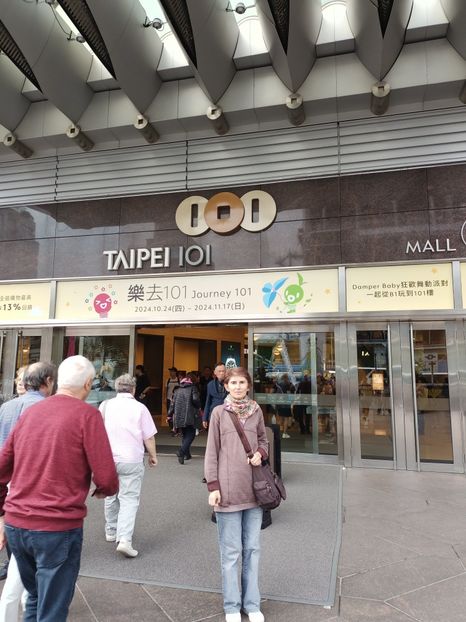 TAIPEI 101
MALL
13%
樂去101 Journey 101
2024.10.24(四) - 2024.11.17(日)
Damper Baby狂歡舞動派對
一起從B1玩到101樓